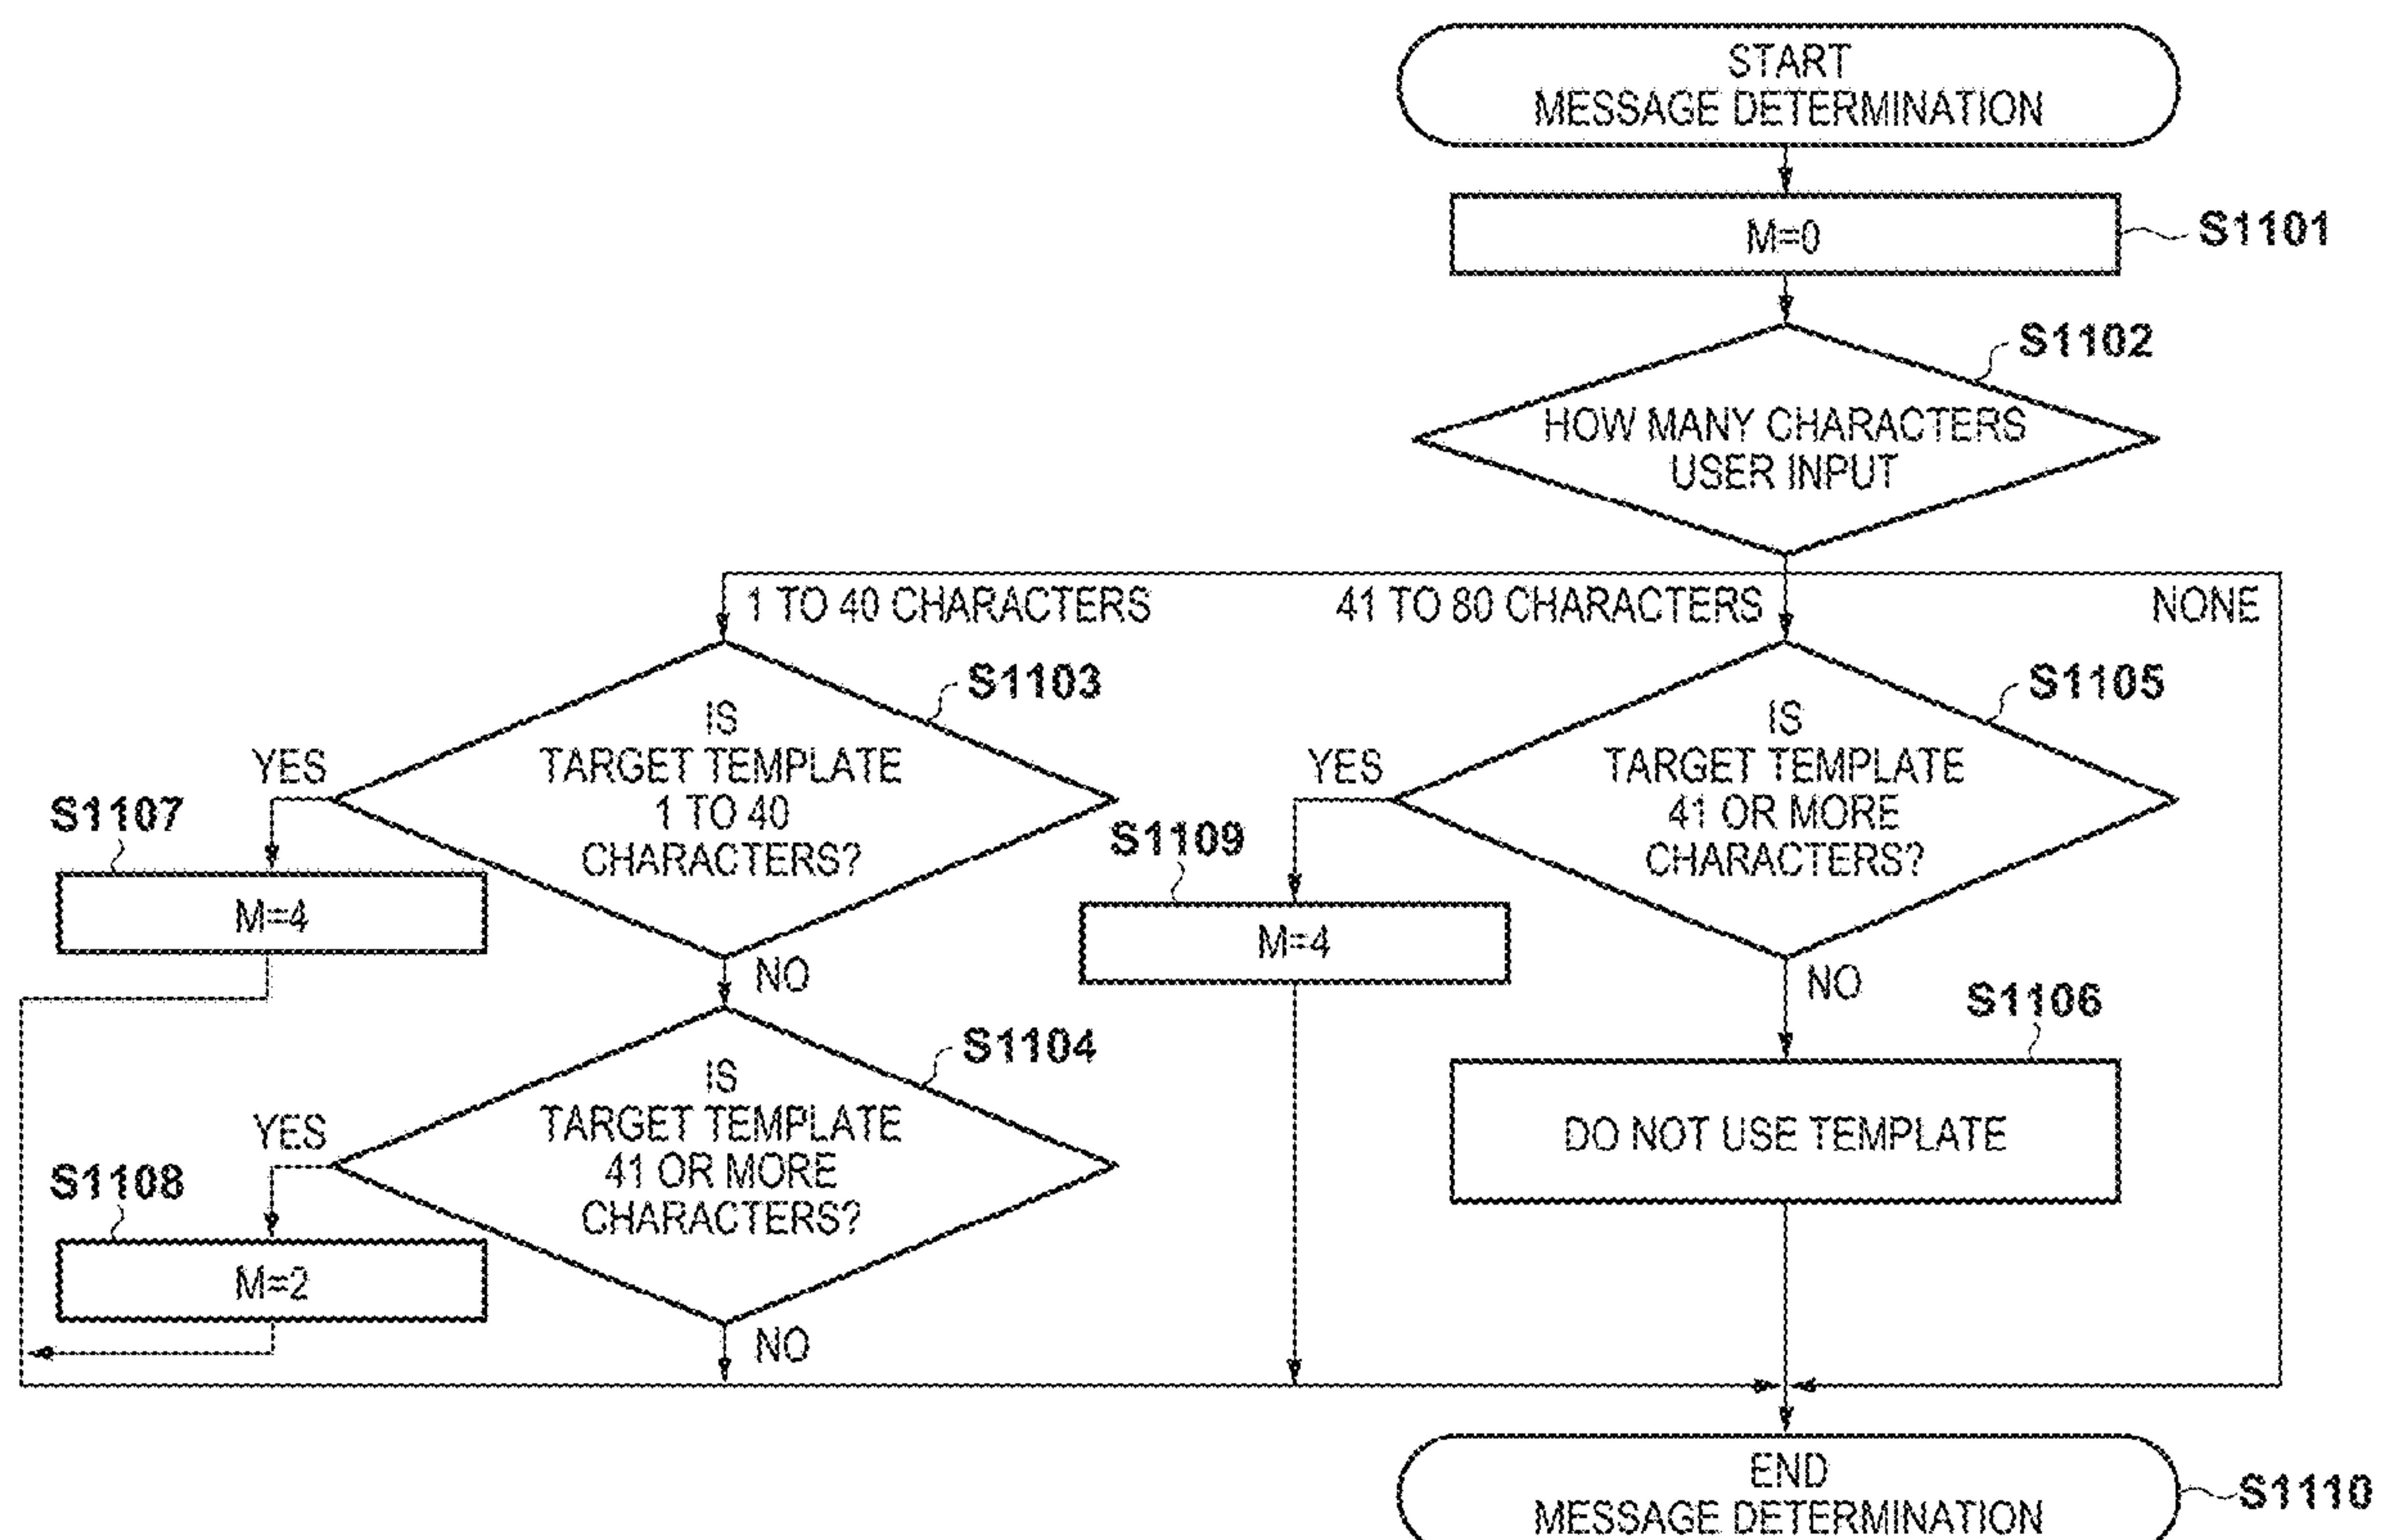 START
MESSAGE DETERMINATION
M=0
S1101
S1102
HOW MANY CHARACTERS
USER INPUT
1 TO 40 CHARACTERS
41 TO 80 CHARACTERS
NONE
S1103
IS
TARGET TEMPLATE
1 TO 40
CHARACTERS?
YES
S1107
M=4
NO
S1104
IS
TARGET TEMPLATE
41 OR MORE
CHARACTERS?
YES
S1108
M=2
NO
S1105
IS
TARGET TEMPLATE
41 OR MORE
CHARACTERS?
YES
S1109
M=4
NO
S1106
DO NOT USE TEMPLATE
END
MESSAGE DETERMINATION
S1110